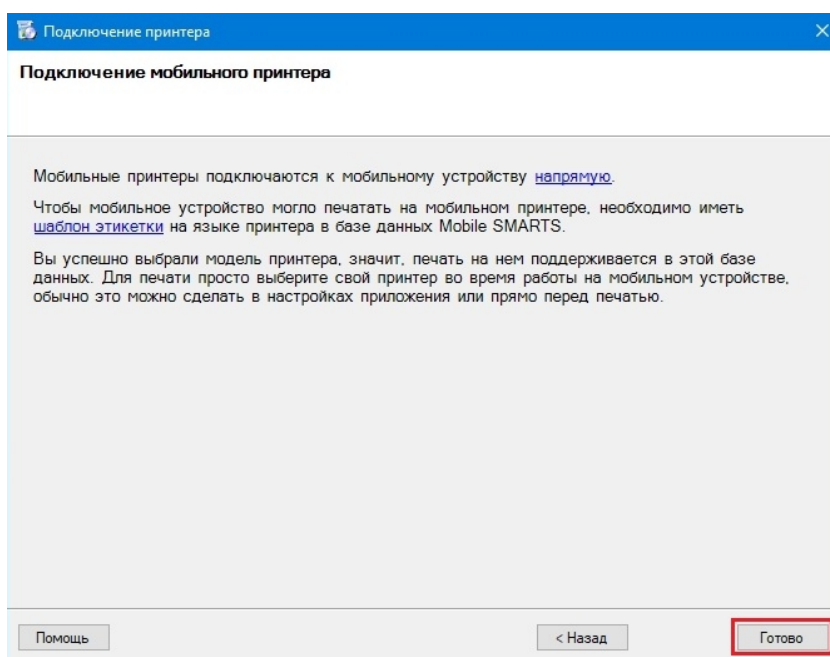 Подключение принтера
Подключение мобильного принтера
Мобильные принтеры подключаются к мобильному устройству напрямую.
Чтобы мобильное устройство могло печатать на мобильном принтере, необходимо иметь
шаблон этикетки на языке принтера в базе данных Mobile SMARTS.
Вы успешно выбрали модель принтера, значит, печать на нем поддерживается в этой базе
данных. Для печати просто выберите свой принтер во время работы на мобильном устройстве,
обычно это можно сделать в настройках приложения или прямо перед печатью.
Помощь
< Назад
Готово